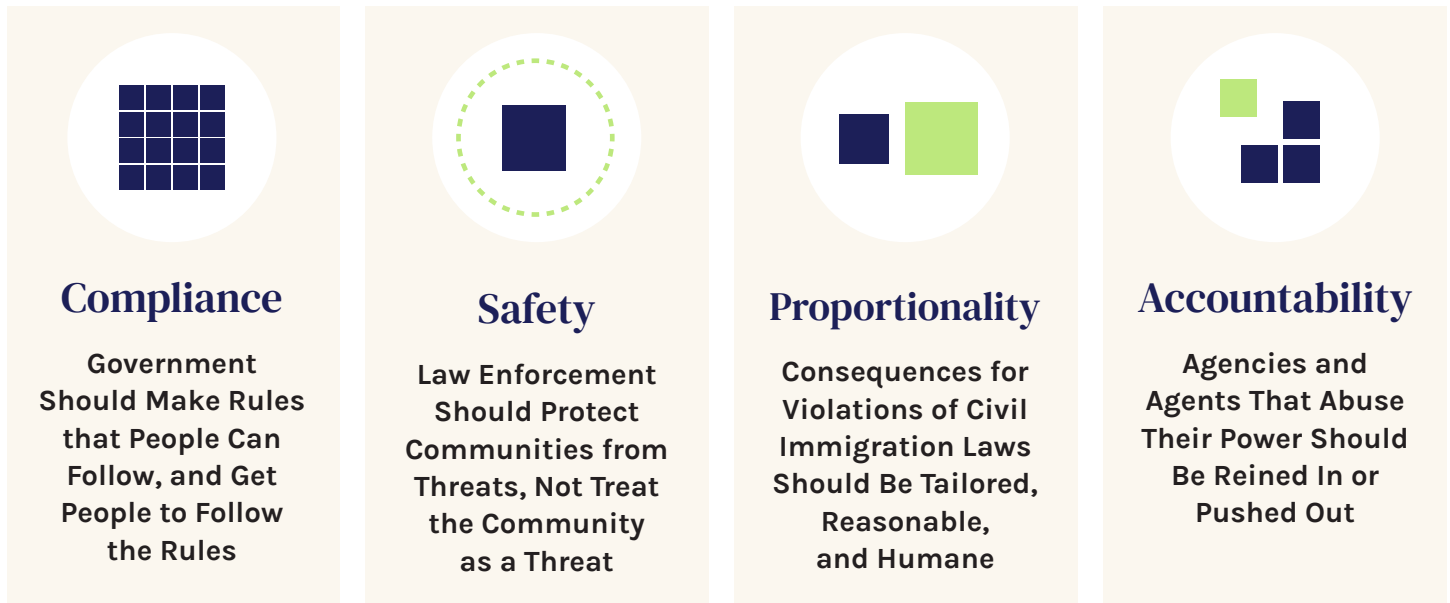 Compliance
Government
Should Make Rules
that People Can
Follow, and Get
People to Follow
the Rules
Safety
Law Enforcement
Should Protect
Communities from
Threats, Not Treat
the Community
as a Threat
Proportionality
Consequences for
Violations of Civil
Immigration Laws
Should Be Tailored,
Reasonable,
and Humane
Accountability
Agencies and
Agents That Abuse
Their Power Should
Be Reined In or
Pushed Out